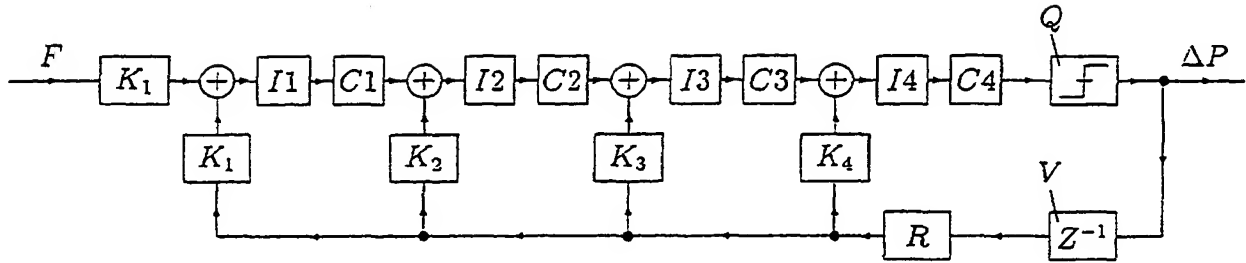 F Q ΔP
K₁ + I1 C1 + I2 C2 + I3 C3 + I4 C4
K₁ K₂ K₃ K₄ V
R Z⁻¹